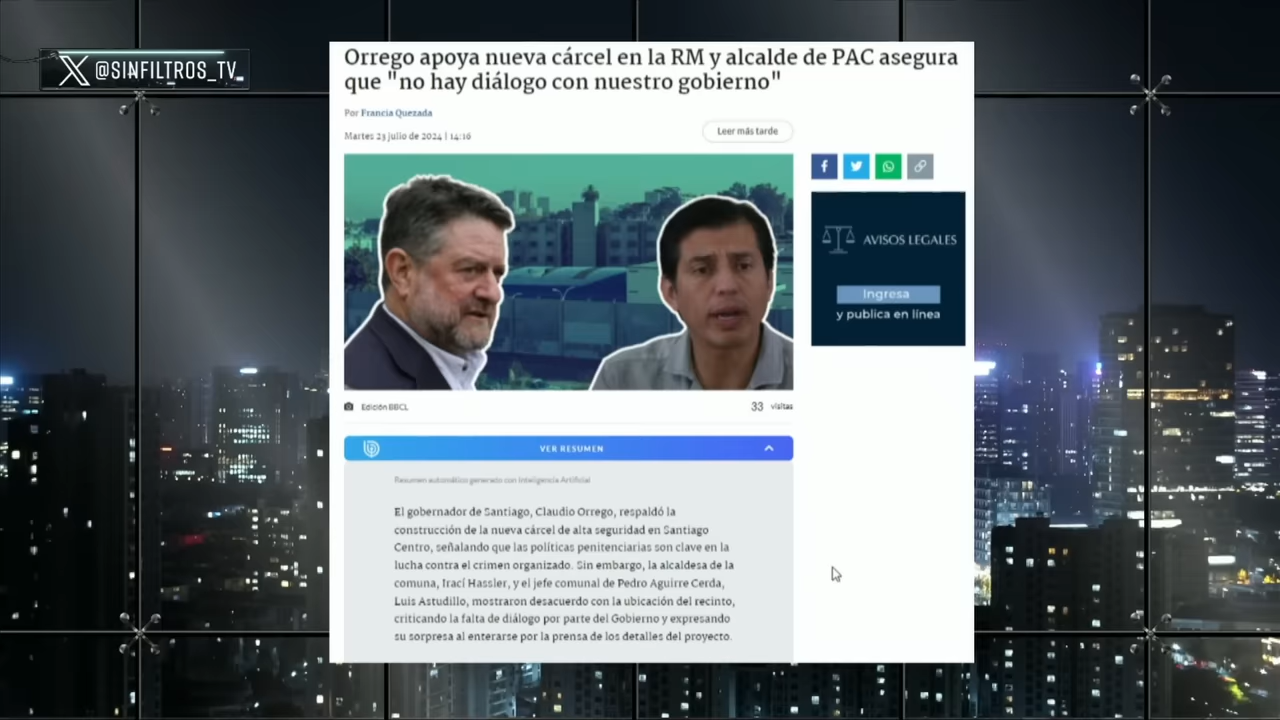 X @SINFILTROS_TV
Orrego apoya nueva cárcel en la RM y alcalde de PAC asegura
que "no hay diálogo con nuestro gobierno"
Por Francia Quezada
Martes 23 julio de 2024 | 14:16
Leer más tarde
AVISOS LEGALES
Ingresa
y publica en línea
Edición BBCL
33 visitas
VER RESUMEN
Resumen automático generado con Inteligencia Artificial
El gobernador de Santiago, Claudio Orrego, respaldó la
construcción de la nueva cárcel de alta seguridad en Santiago
Centro, señalando que las políticas penitenciarias son clave en la
lucha contra el crimen organizado. Sin embargo, la alcaldesa de la
comuna, Irací Hassler, y el jefe comunal de Pedro Aguirre Cerda,
Luis Astudillo, mostraron desacuerdo con la ubicación del recinto,
criticando la falta de diálogo por parte del Gobierno y expresando
su sorpresa al enterarse por la prensa de los detalles del proyecto.